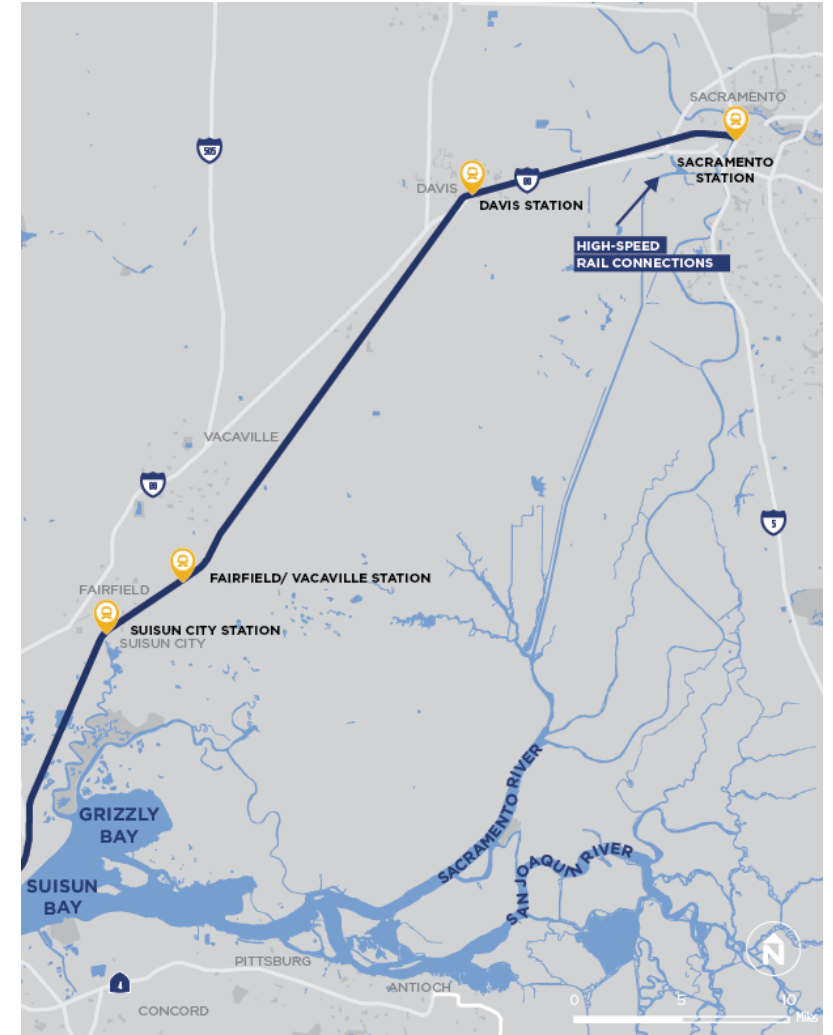 SACRAMENTO
505
SACRAMENTO
STATION
80
DAVIS
DAVIS STATION
HIGH-SPEED
RAIL CONNECTIONS
VACAVILLE
80
5
FAIRFIELD/ VACAVILLE STATION
FAIRFIELD
SUISUN CITY STATION
SUISUN CITY
GRIZZLY
BAY
SACRAMENTO RIVER
SAN JOAQUIN RIVER
SUISUN
BAY
N
PITTSBURG
4
ANTIOCH
0 5 10
Miles
CONCORD